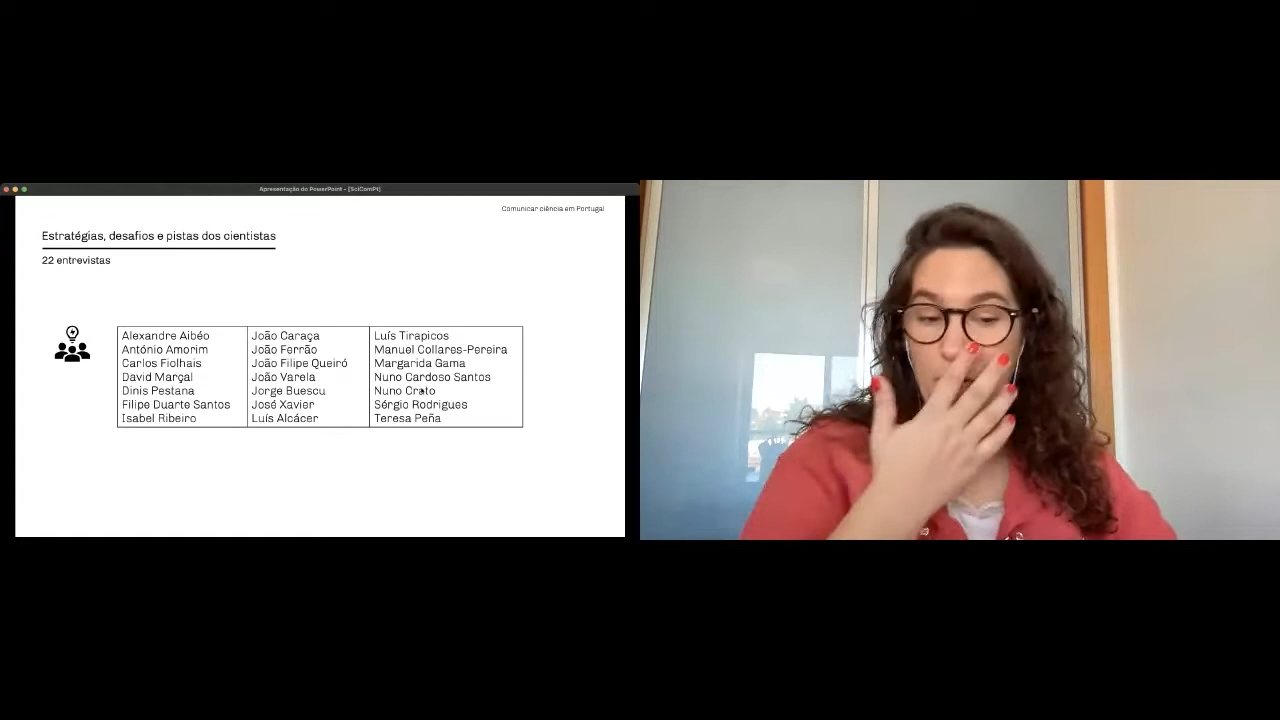 Apresentação do PowerPoint - [SciComPt]
Comunicar ciência em Portugal
Estratégias, desafios e pistas dos cientistas
22 entrevistas
Alexandre Aibéo
António Amorim
Carlos Fiolhais
David Marçal
Dinis Pestana
Filipe Duarte Santos
Isabel Ribeiro
João Caraça
João Ferrão
João Filipe Queiró
João Varela
Jorge Buescu
José Xavier
Luís Alcácer
Luís Tirapicos
Manuel Collares-Pereira
Margarida Gama
Nuno Cardoso Santos
Nuno Crato
Sérgio Rodrigues
Teresa Peña